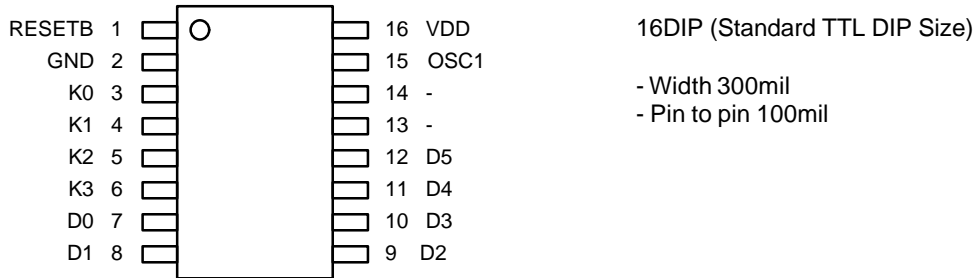 RESETB 1 16 VDD
GND 2 15 OSC1
K0 3 14 -
K1 4 13 -
K2 5 12 D5
K3 6 11 D4
D0 7 10 D3
D1 8 9 D2
16DIP (Standard TTL DIP Size)
- Width 300mil
- Pin to pin 100mil